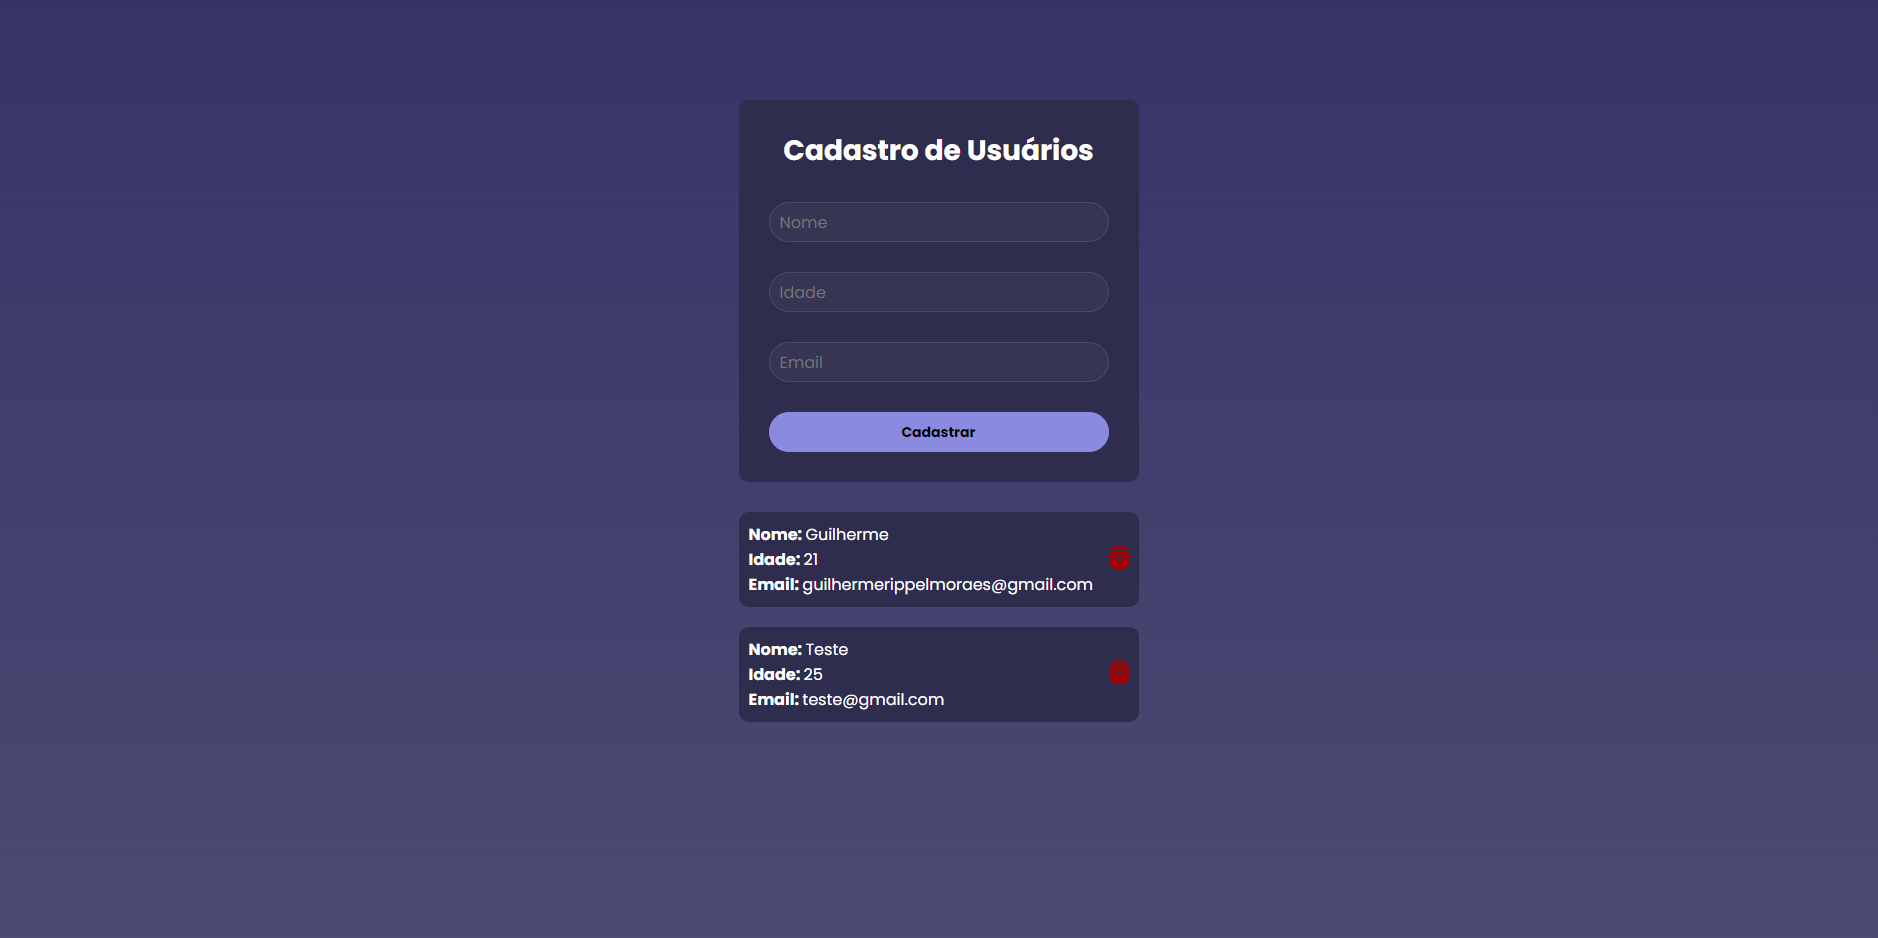 Cadastro de Usuários
Nome
Idade
Email
Cadastrar
Nome: Guilherme
Idade: 21
Email: guilhermerippelmoraes@gmail.com
Nome: Teste
Idade: 25
Email: teste@gmail.com